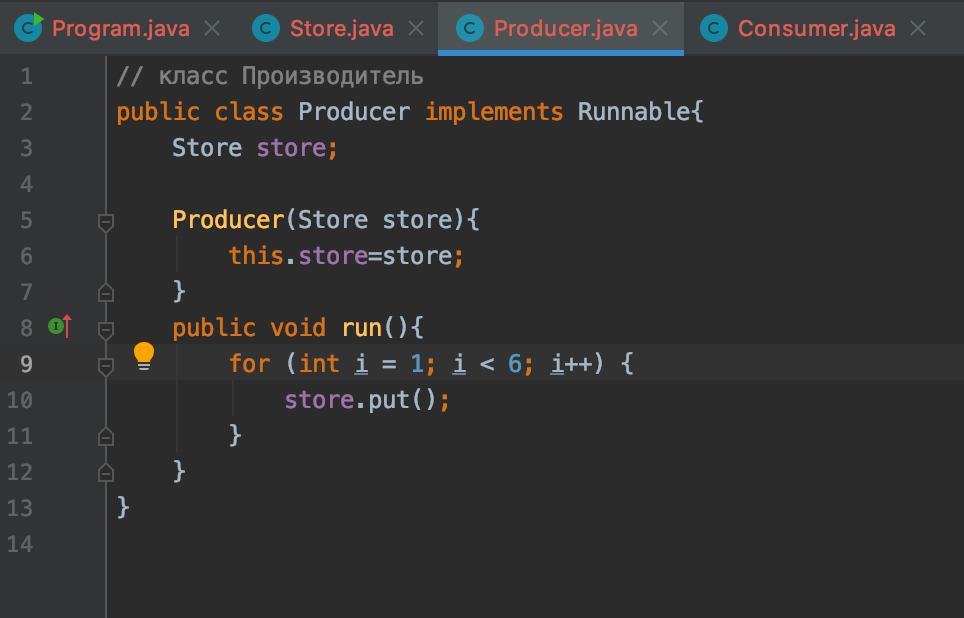 Program.java Store.java Producer.java Consumer.java
1 // класс Производитель
2 public class Producer implements Runnable{
3 Store store;
4
5 Producer(Store store){
6 this.store=store;
7 }
8 public void run(){
9 for (int i = 1; i < 6; i++) {
10 store.put();
11 }
12 }
13 }
14